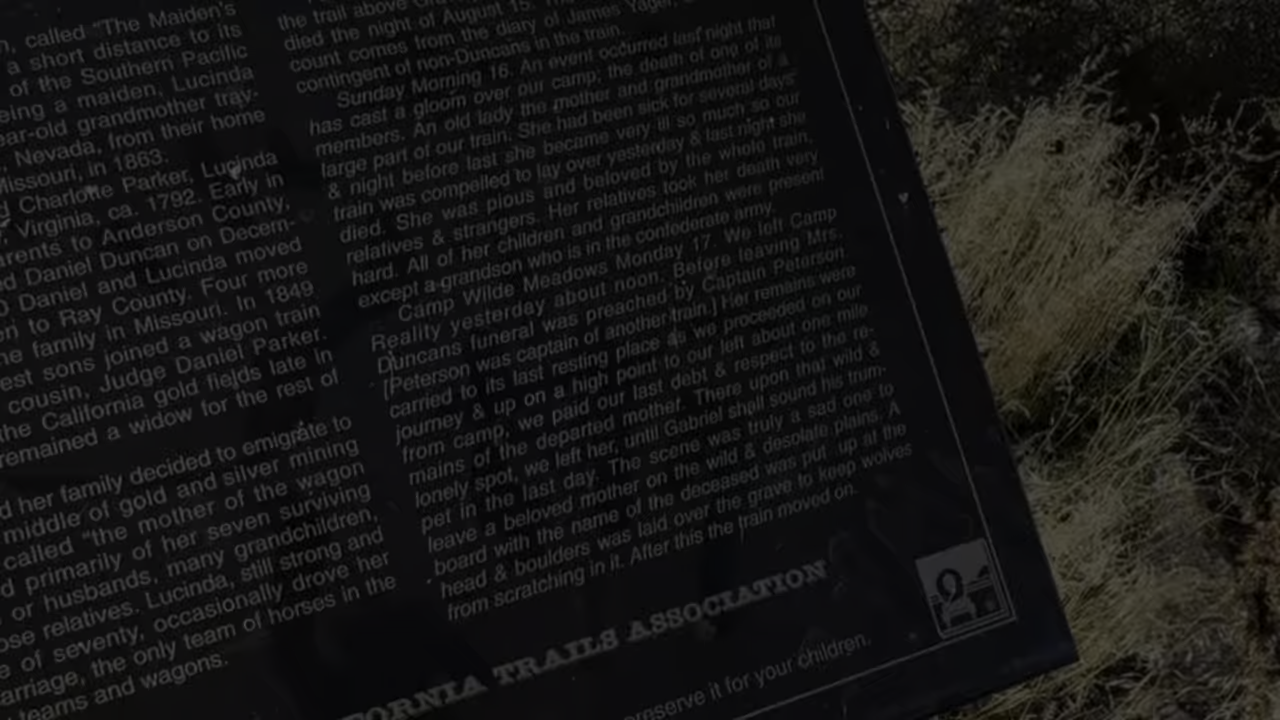 n, called "The Maiden's
a short distance to its
of the Southern Pacific
eing a maiden, Lucinda
ear-old grandmother trav-
Nevada, from their home
Missouri, in 1863.
d Charlotte Parker, Lucinda
, Virginia, ca. 1792. Early in
arents to Anderson County,
ed Daniel Duncan on Decem-
Daniel and Lucinda moved
en to Ray County. Four more
he family in Missouri. In 1849
est sons joined a wagon train
cousin, Judge Daniel Parker.
the California gold fields late in
remained a widow for the rest of
d her family decided to emigrate to
middle of gold and silver mining
called "the mother of the wagon
d primarily of her seven surviving
or husbands, many grandchildren,
ose relatives. Lucinda, still strong and
e of seventy, occasionally drove her
arriage, the only team of horses in the
teams and wagons.
the trail above
died the night of August 15.
count comes from the diary of James Yager,
contingent of non-Duncans in the train.
Sunday Morning 16. An event occurred last night that
has cast a gloom over our camp; the death of one of its
members. An old lady the mother and grandmother of a
large part of our train. She had been sick for several days
& night before last she became very ill so much so our
train was compelled to lay over yesterday & last night she
died. She was pious and beloved by the whole train,
relatives & strangers. Her relatives took her death very
hard. All of her children and grandchildren were present
except a grandson who is in the confederate army.
Camp Wilde Meadows Monday 17. We left Camp
Reality yesterday about noon. Before leaving Mrs.
Duncans funeral was preached by Captain Peterson.
[Peterson was captain of another train.] Her remains were
carried to its last resting place as we proceeded on our
journey & up on a high point to our left about one mile
from camp, we paid our last debt & respect to the re-
mains of the departed mother. There upon that wild &
lonely spot, we left her, until Gabriel shall sound his trum-
pet in the last day. The scene was truly a sad one to
leave a beloved mother on the wild & desolate plains. A
board with the name of the deceased was put up at the
head & boulders was laid over the grave to keep wolves
from scratching in it. After this the train moved on.
FORNIA TRAILS ASSOCIATION
preserve it for your children.